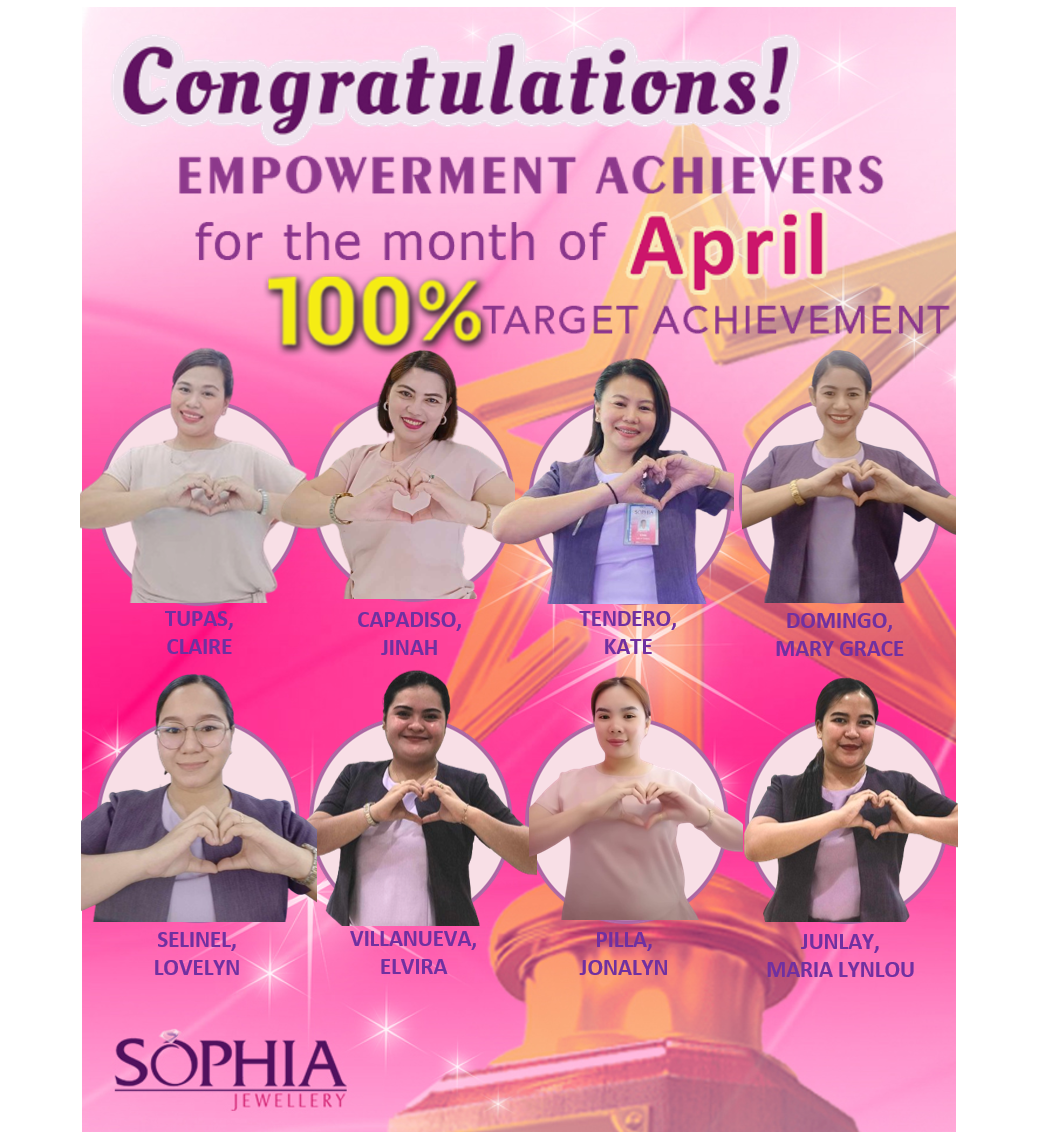 Congratulations!
EMPOWERMENT ACHIEVERS
for the month of April
100% TARGET ACHIEVEMENT
TUPAS,
CLAIRE
CAPADISO,
JINAH
TENDERO,
KATE
DOMINGO,
MARY GRACE
SELINEL,
LOVELYN
VILLANUEVA,
ELVIRA
PILLA,
JONALYN
JUNLAY,
MARIA LYNLOU
SOPHIA
JEWELLERY